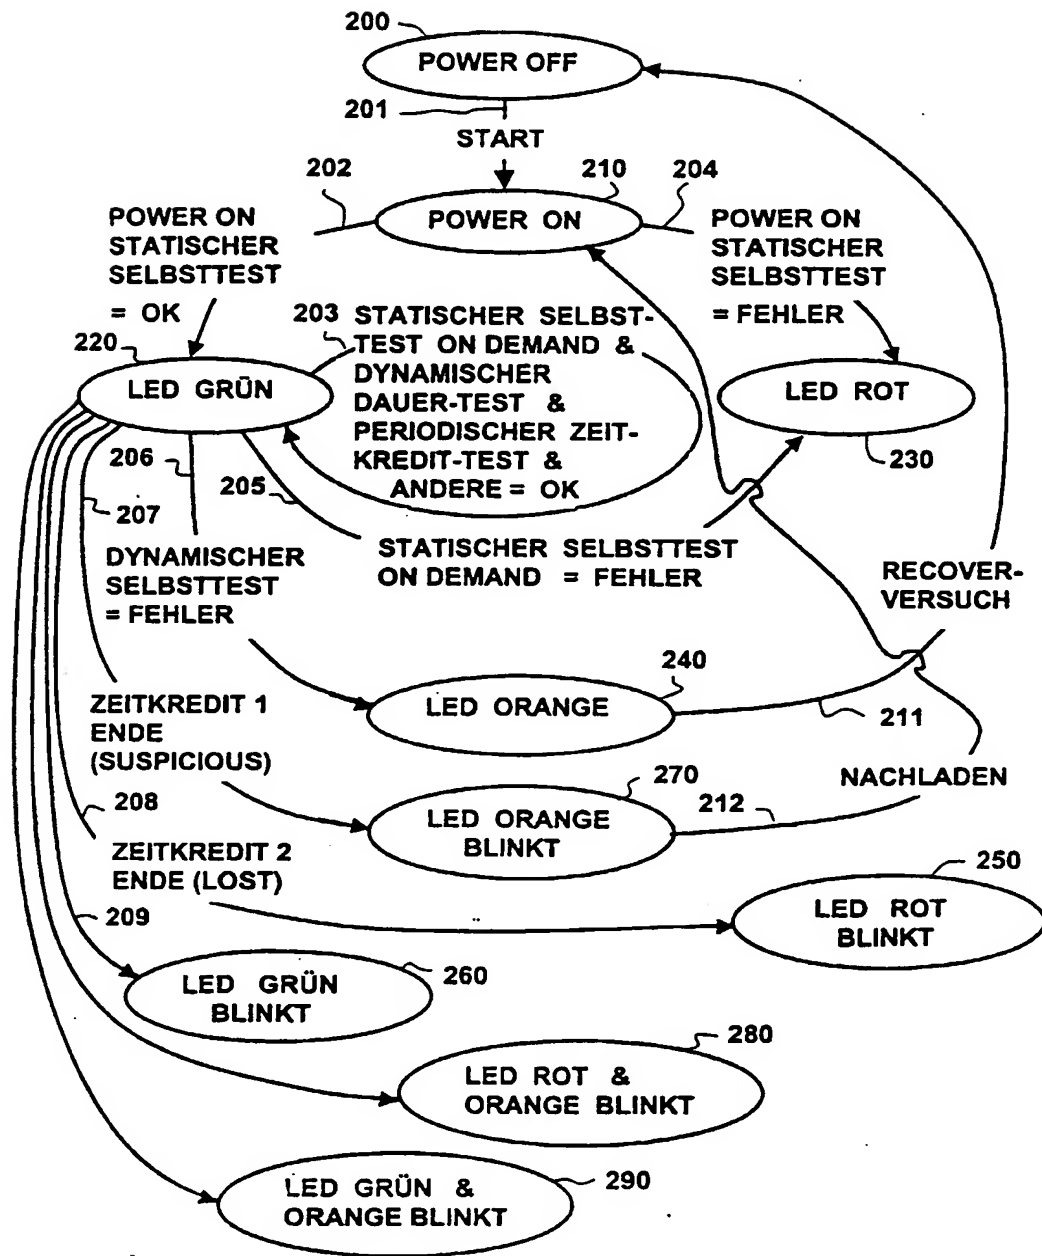 200
POWER OFF
201
START
202
210
204
POWER ON
POWER ON
STATISCHER
SELBSTTEST
= OK
POWER ON
STATISCHER
SELBSTTEST
= FEHLER
203
STATISCHER SELBST-
TEST ON DEMAND &
DYNAMISCHER
DAUER-TEST &
PERIODISCHER ZEIT-
KREDIT-TEST &
ANDERE = OK
220
LED GRÜN
LED ROT
230
206
205
207
STATISCHER SELBSTTEST
ON DEMAND = FEHLER
DYNAMISCHER
SELBSTTEST
= FEHLER
RECOVER-
VERSUCH
240
LED ORANGE
211
ZEITKREDIT 1
ENDE
(SUSPICIOUS)
270
LED ORANGE
BLINKT
212
NACHLADEN
208
ZEITKREDIT 2
ENDE (LOST)
250
LED ROT
BLINKT
209
260
LED GRÜN
BLINKT
280
LED ROT &
ORANGE BLINKT
290
LED GRÜN &
ORANGE BLINKT